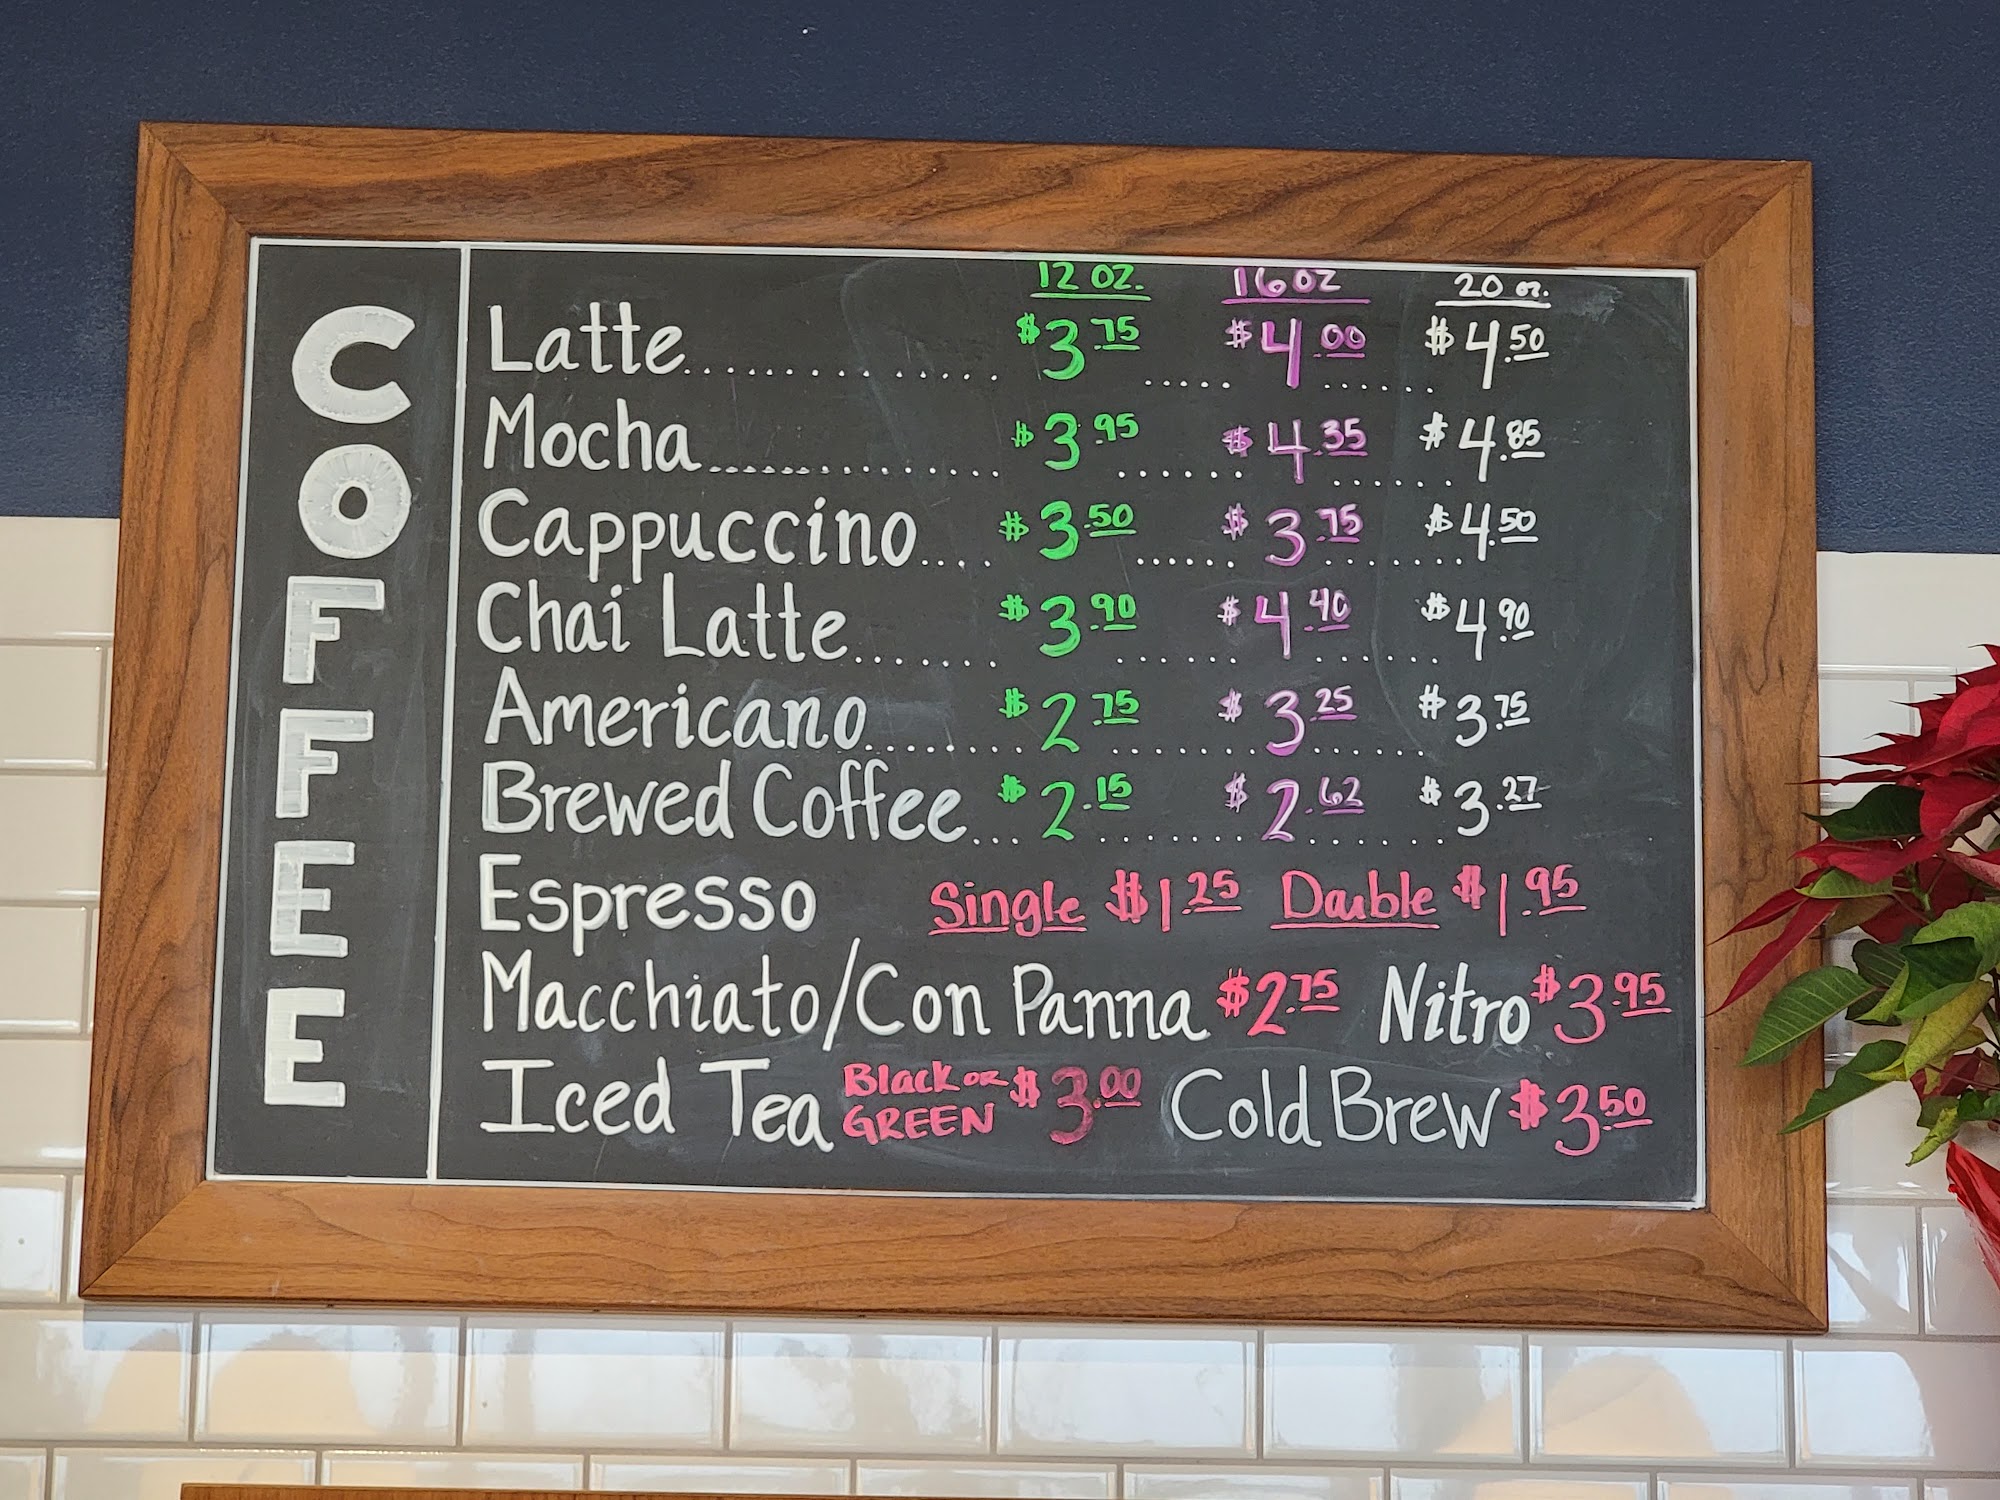 COFFEE
12 oz. 16oz 20 oz.
Latte.............. $3.75 ..... $4.00 ...... $4.50
Mocha................ $3.95 ...... $4.35 ...... $4.85
Cappuccino.... $3.50 ...... $3.75 ....... $4.50
Chai Latte....... $3.90 ....... $4.40 ....... $4.90
Americano......... $2.75 ........ $3.25 ...... $3.75
Brewed Coffee... $2.15 ........ $2.62 ....... $3.27
Espresso Single $1.25 Double $1.95
Macchiato/Con Panna $2.75 Nitro $3.95
Iced Tea Black or GREEN $3.00 Cold Brew $3.50